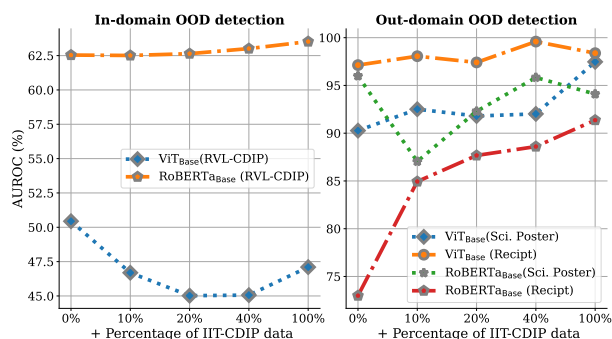 In-domain OOD detection
AUROC (%)
62.5
60.0
57.5
55.0
52.5
50.0
47.5
45.0
ViTBase(RVL-CDIP)
RoBERTaBase (RVL-CDIP)
0% 10% 20% 40% 100%
+ Percentage of IIT-CDIP data
Out-domain OOD detection
100
95
90
85
80
75
ViTBase(Sci. Poster)
ViTBase (Recipt)
RoBERTaBase(Sci. Poster)
RoBERTaBase (Recipt)
0% 10% 20% 40% 100%
+ Percentage of IIT-CDIP data